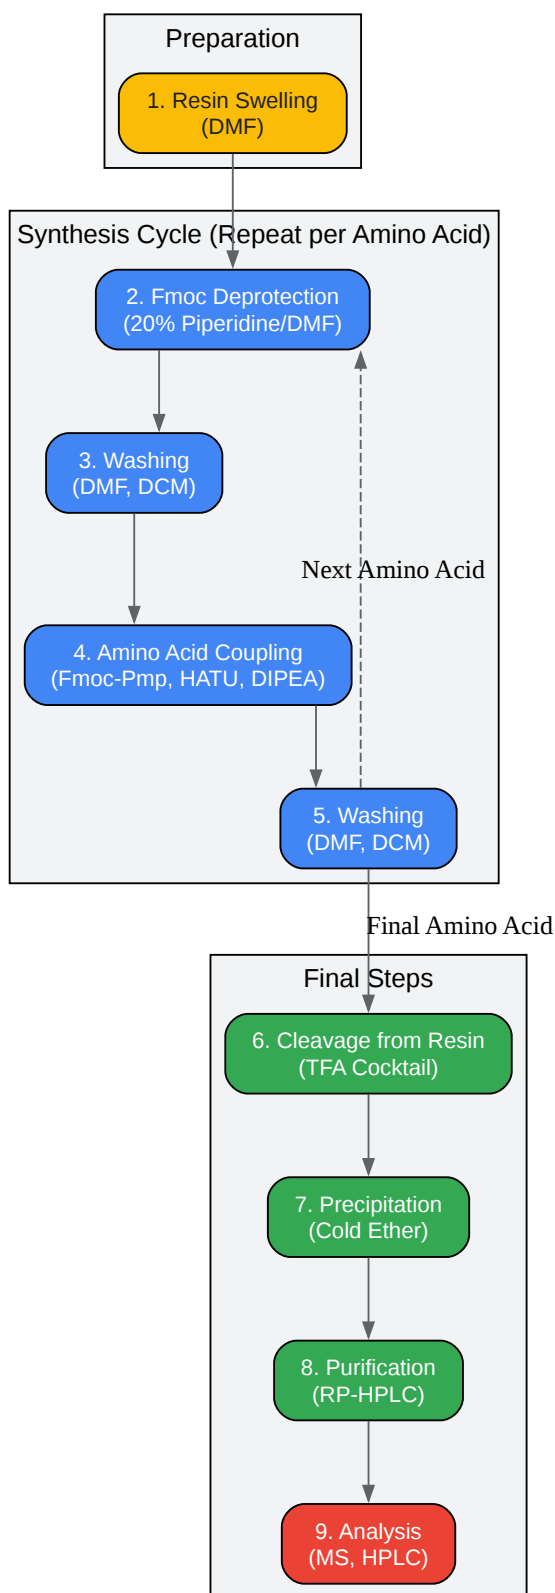 Preparation
1. Resin Swelling
(DMF)
Synthesis Cycle (Repeat per Amino Acid)
2. Fmoc Deprotection
(20% Piperidine/DMF)
3. Washing
(DMF, DCM)
Next Amino Acid
4. Amino Acid Coupling
(Fmoc-Pmp, HATU, DIPEA)
5. Washing
(DMF, DCM)
Final Amino Acid
Final Steps
6. Cleavage from Resin
(TFA Cocktail)
7. Precipitation
(Cold Ether)
8. Purification
(RP-HPLC)
9. Analysis
(MS, HPLC)